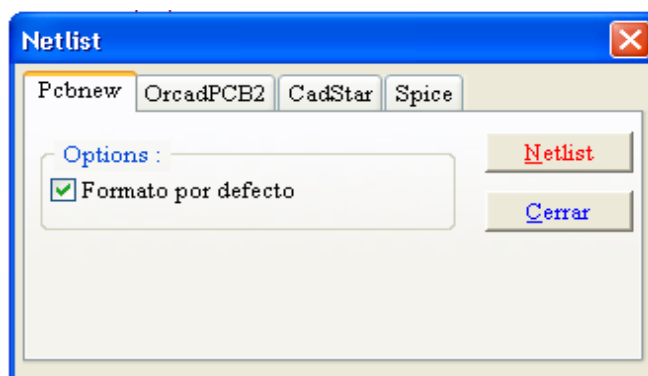 Netlist
Pcbnew OrcadPCB2 CadStar Spice
Options :
Netlist
Formato por defecto
Cerrar